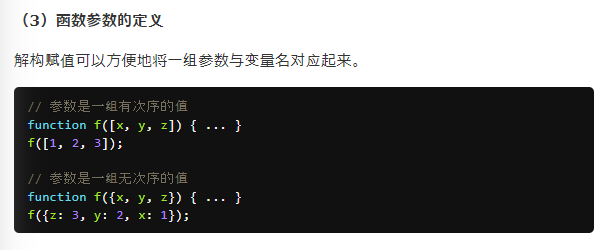 （3）函数参数的定义
解构赋值可以方便地将一组参数与变量名对应起来。
// 参数是一组有次序的值
function f([x, y, z]) { ... }
f([1, 2, 3]);
// 参数是一组无次序的值
function f({x, y, z}) { ... }
f({z: 3, y: 2, x: 1});